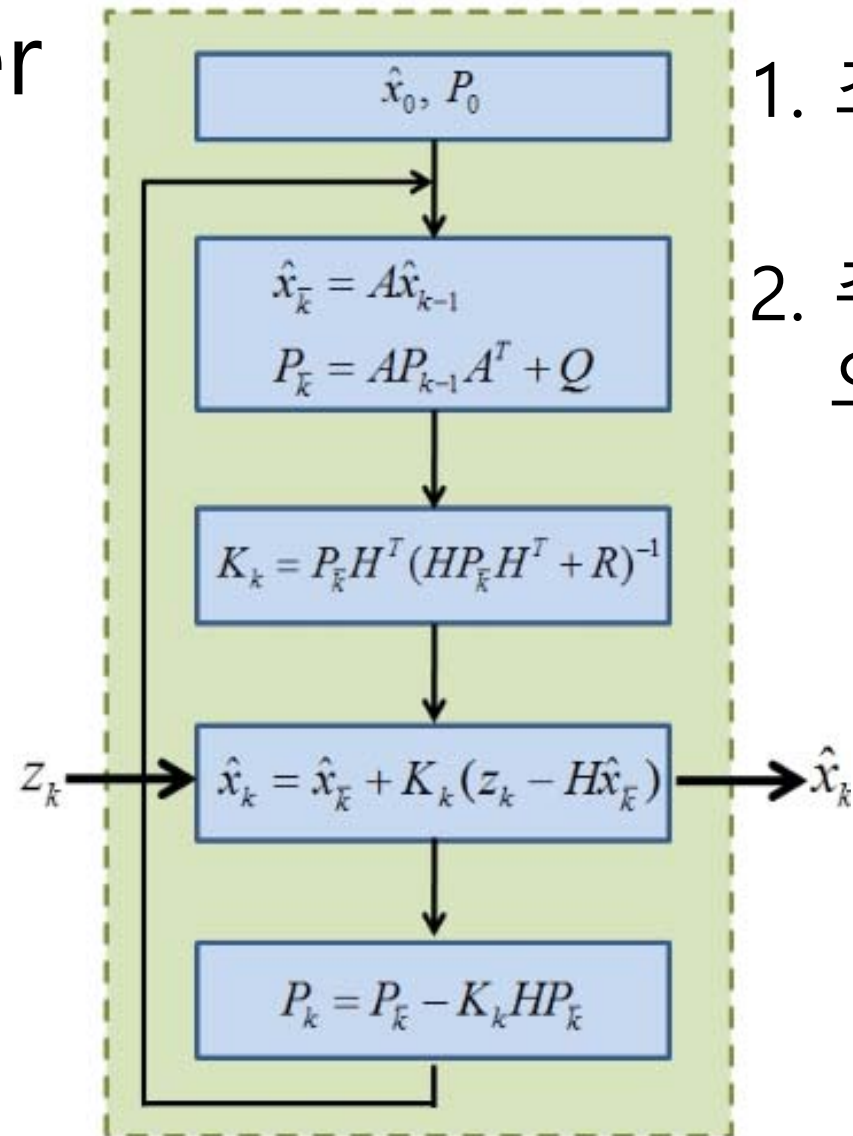 er
x̂₀, P₀
1.
x̂k̄ = Ax̂k−1
Pk̄ = APk−1Aᵀ + Q
2.
Kk = Pk̄Hᵀ(HPk̄Hᵀ + R)⁻¹
zk
x̂k = x̂k̄ + Kk(zk − Hx̂k̄)
x̂k
Pk = Pk̄ − KkHPk̄